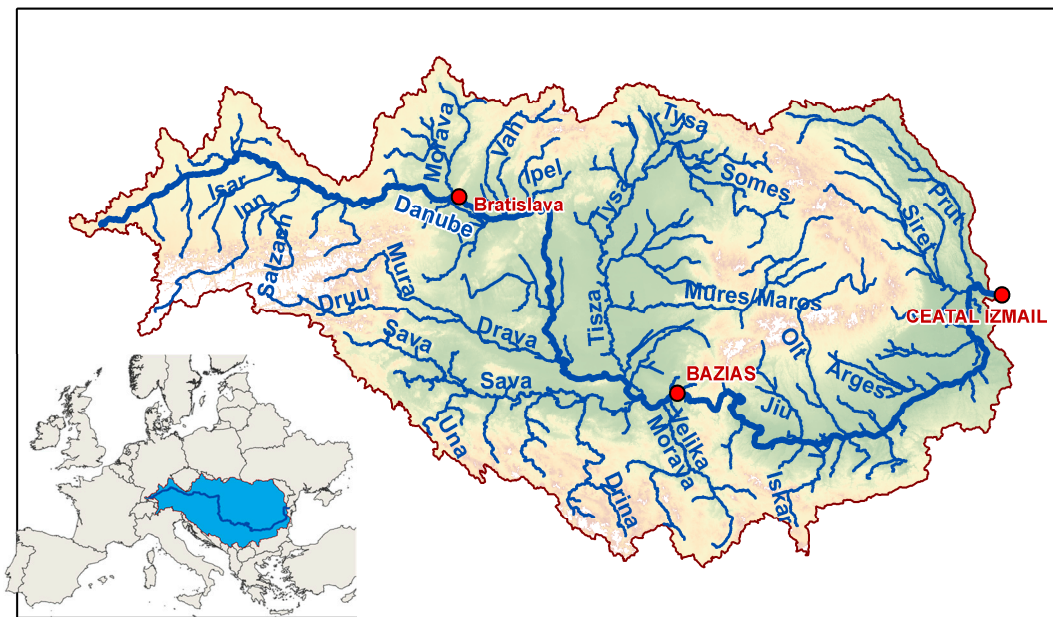 Morava
Vah
Ipel
Tysa
Somes
Tysa
Prut
Siret
Isar
Inn
Salzach
Danube
Bratislava
Mura
Dryu
Drava
Sava
Sava
Tisza
Mures/Maros
CEATAL IZMAIL
Olt
BAZIAS
Arges
Jiu
Una
Velika
Morava
Drina
Iskar